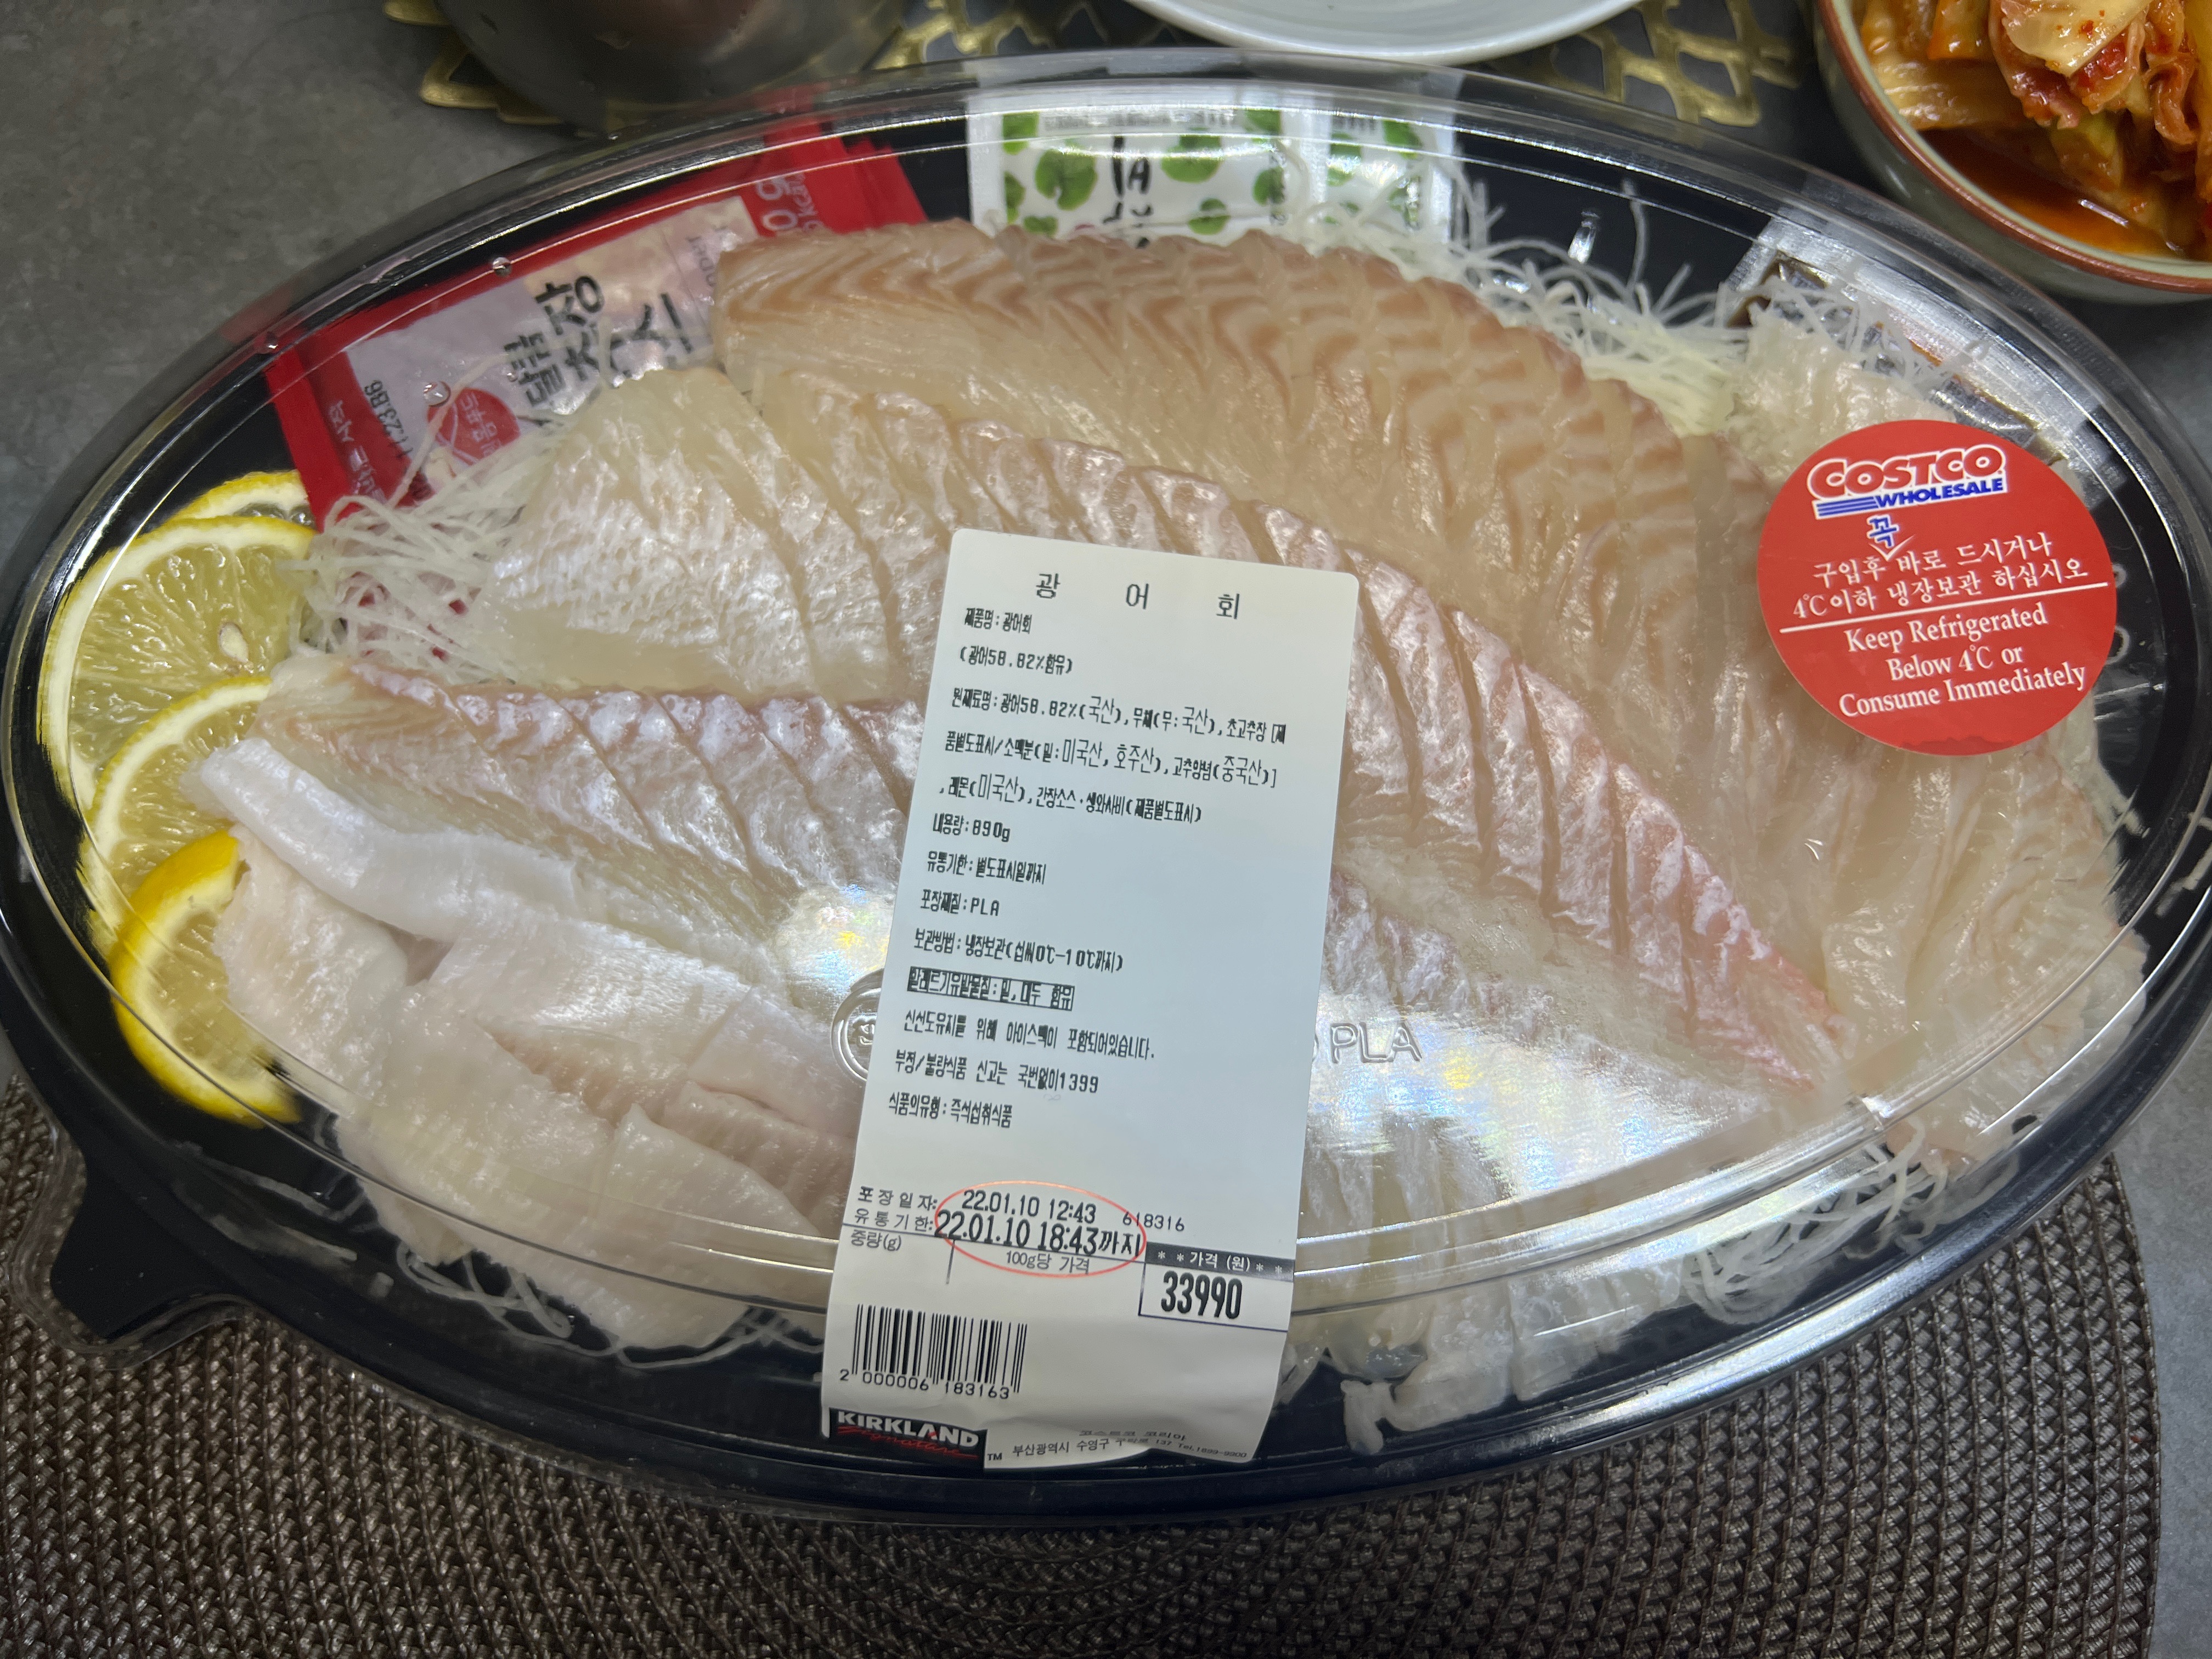 초장
COSTCO
WHOLESALE
꼭
구입후 바로 드시거나
4℃이하 냉장보관 하십시오
Keep Refrigerated
Below 4℃ or
Consume Immediately
광 어 회
제품명:광어회
(광어58.82%함유)
원재료명:광어58.82%(국산),무채(무:국산),초고추장[제
품별도표시/소맥분(밀:미국산,호주산),고추양념(중국산)]
,레몬(미국산),간장소스·생와사비(제품별도표시)
내용량:890g
유통기한:별도표시일까지
포장재질:PLA
보관방법:냉장보관(섭씨0℃-10℃까지)
알레르기유발물질:밀,대두 함유
신선도유지를 위해 아이스팩이 포함되어있습니다.
부정/불량식품 신고는 국번없이1399
식품의유형:즉석섭취식품
PLA
포장일자: 22.01.10 12:43 618316
유통기한: 22.01.10 18:43까지
중량(g) 100g당 가격 **가격(원)**
33990
2 000006 183163
KIRKLAND
Signature TM
코스트코 코리아
부산광역시 수영구 137 Tel.